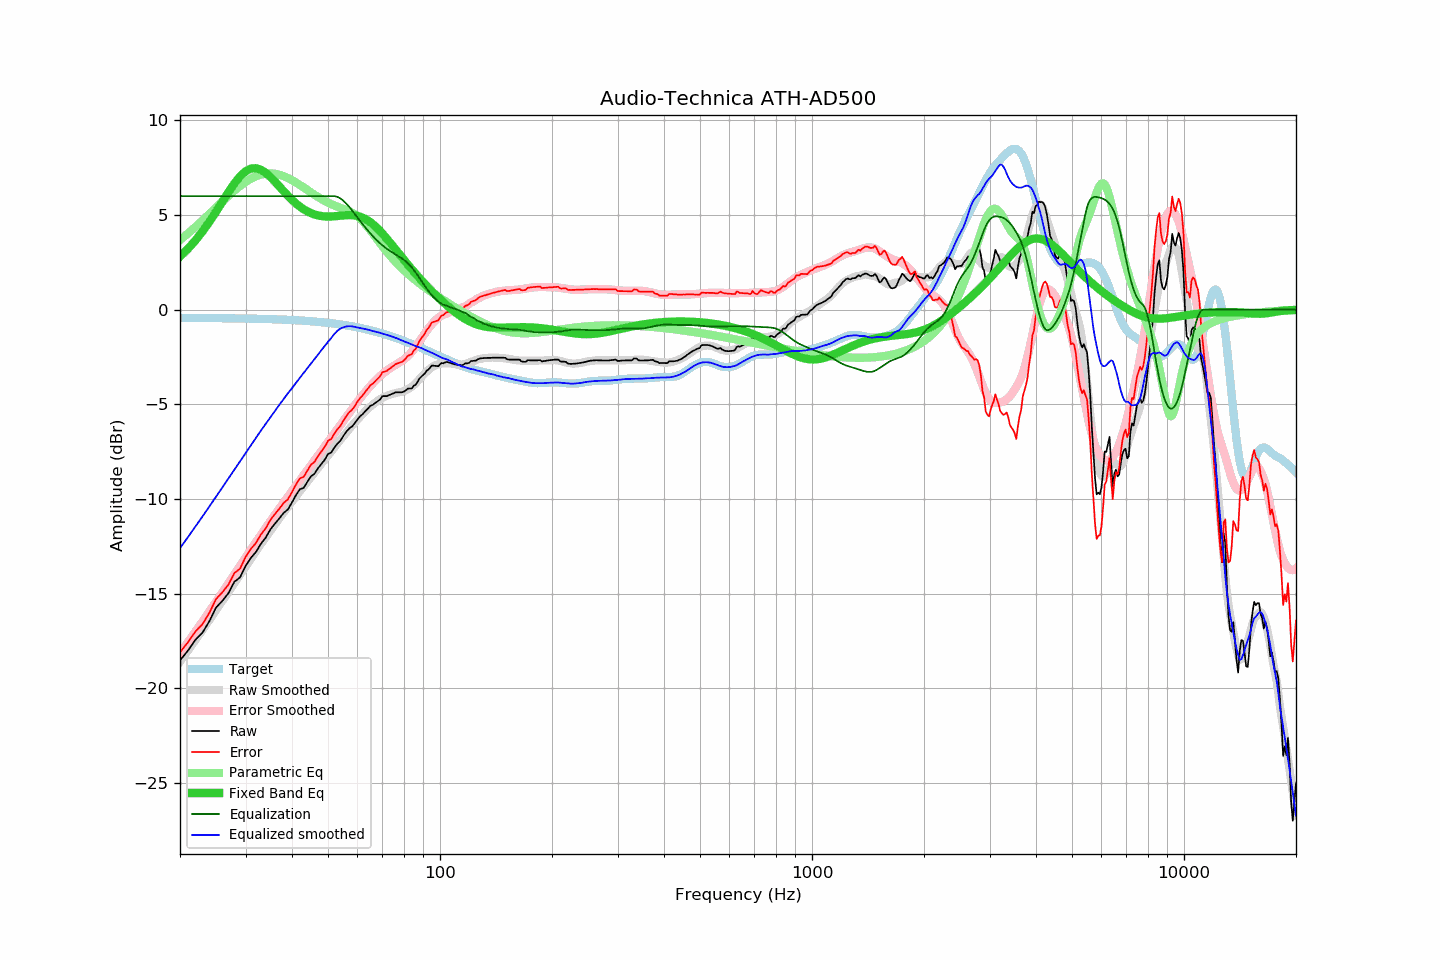 Audio-Technica ATH-AD500
10
5
0
−5
−10
−15
−20
−25
Amplitude (dBr)
Target
Raw Smoothed
Error Smoothed
Raw
Error
Parametric Eq
Fixed Band Eq
Equalization
Equalized smoothed
100
1000
10000
Frequency (Hz)